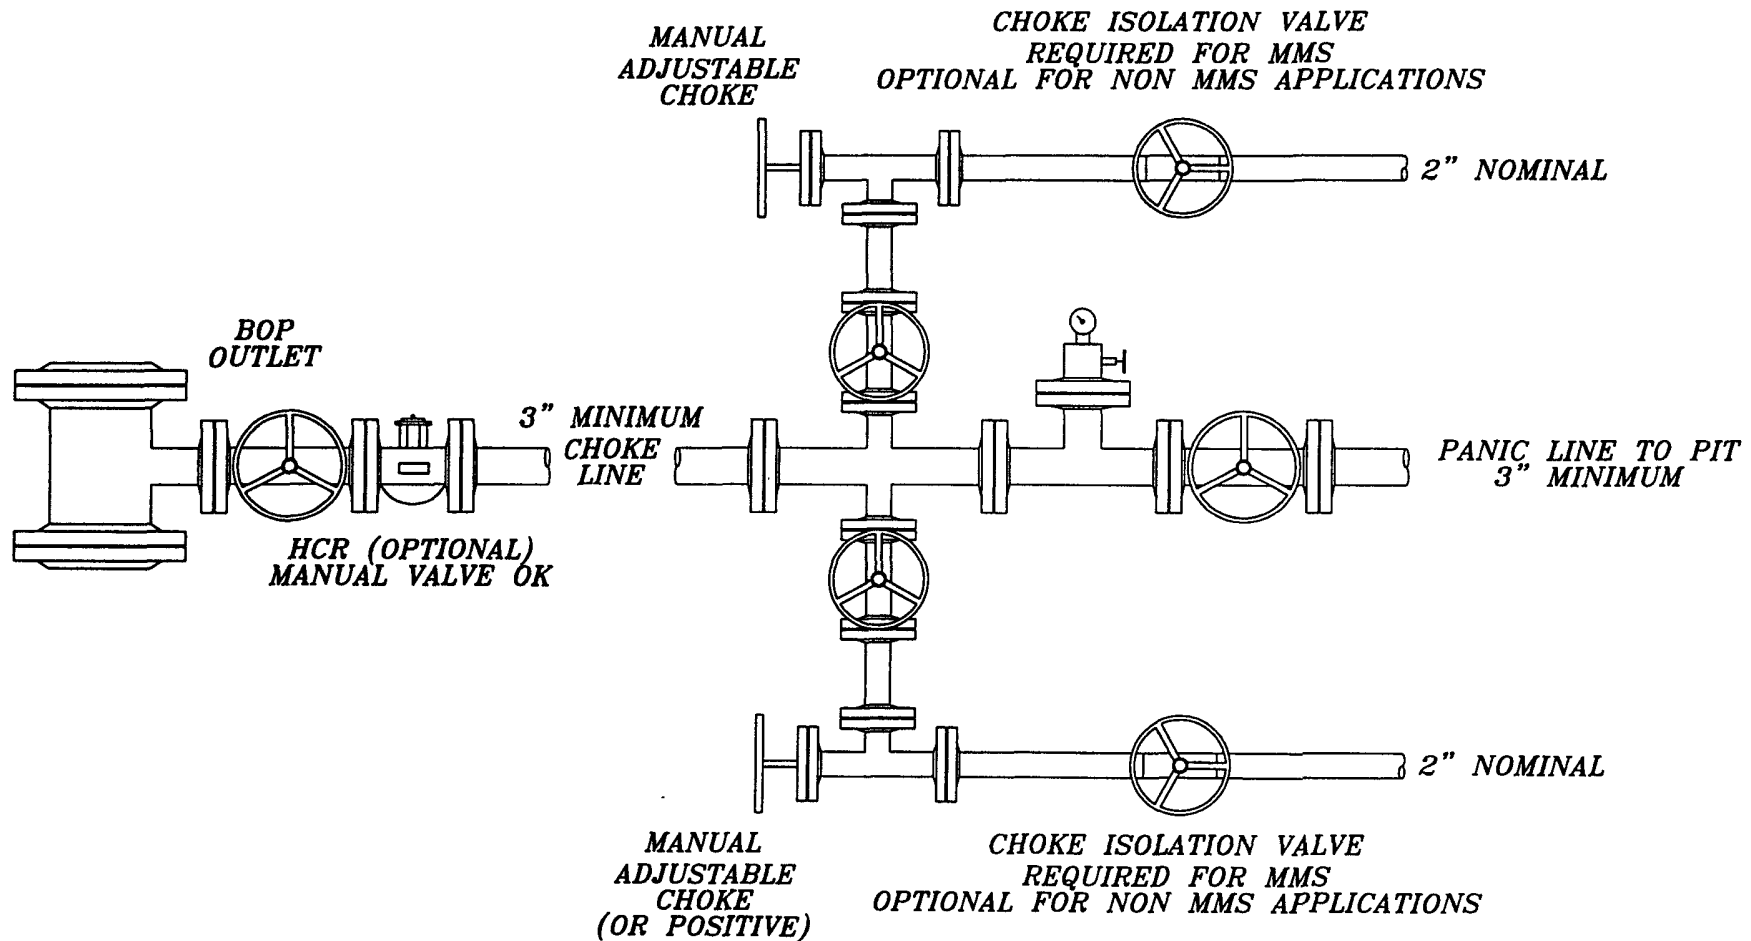 MANUAL
ADJUSTABLE
CHOKE
CHOKE ISOLATION VALVE
REQUIRED FOR MMS
OPTIONAL FOR NON MMS APPLICATIONS
2" NOMINAL
BOP
OUTLET
3" MINIMUM
CHOKE
LINE
PANIC LINE TO PIT
3" MINIMUM
HCR (OPTIONAL)
MANUAL VALVE OK
2" NOMINAL
MANUAL
ADJUSTABLE
CHOKE
(OR POSITIVE)
CHOKE ISOLATION VALVE
REQUIRED FOR MMS
OPTIONAL FOR NON MMS APPLICATIONS